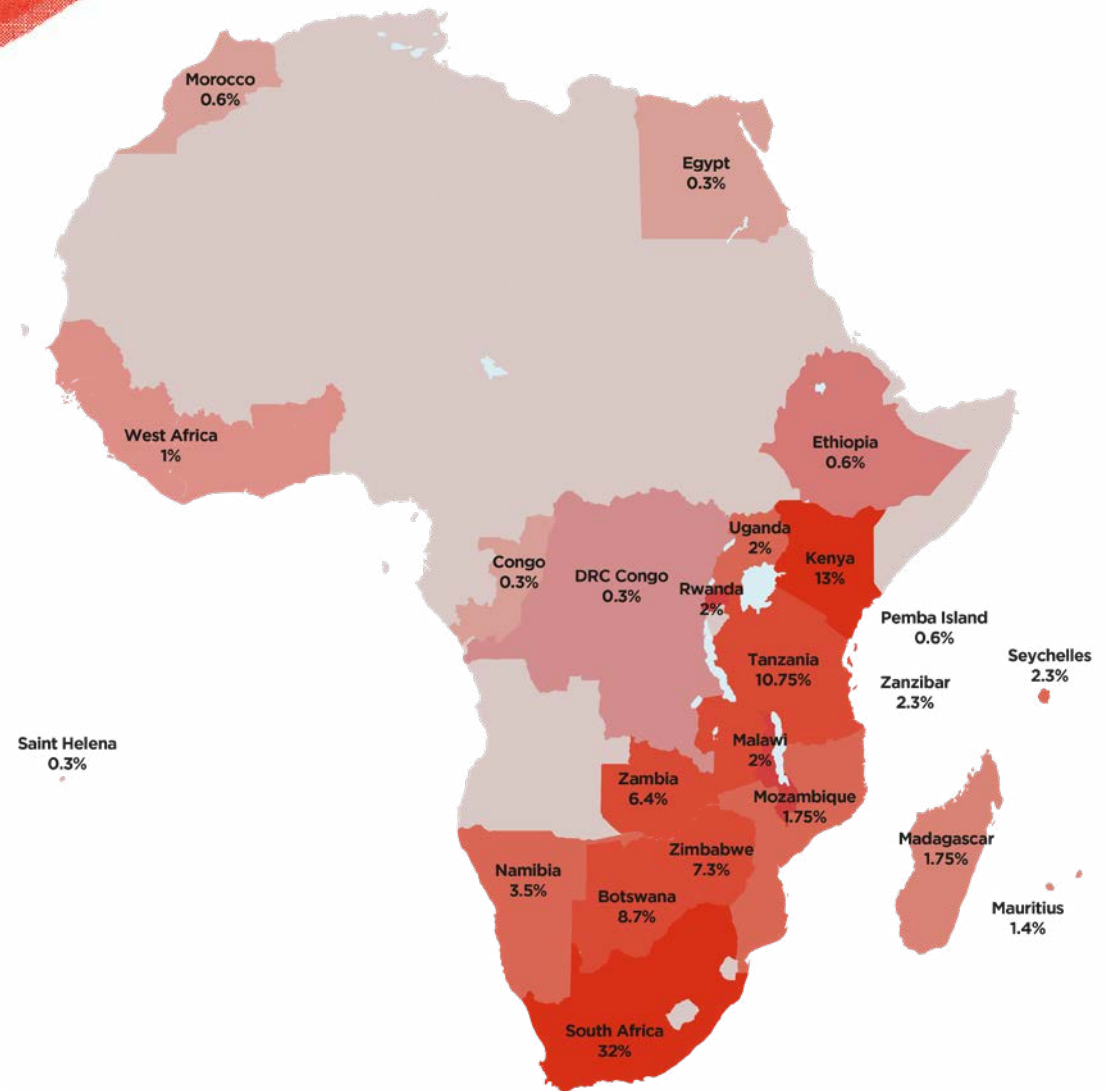 Morocco
0.6%
Egypt
0.3%
West Africa
1%
Ethiopia
0.6%
Uganda
2%
Kenya
13%
Congo
0.3%
DRC Congo
0.3%
Rwanda
2%
Pemba Island
0.6%
Tanzania
10.75%
Seychelles
2.3%
Zanzibar
2.3%
Saint Helena
0.3%
Malawi
2%
Zambia
6.4%
Mozambique
1.75%
Madagascar
1.75%
Zimbabwe
7.3%
Namibia
3.5%
Botswana
8.7%
Mauritius
1.4%
South Africa
32%